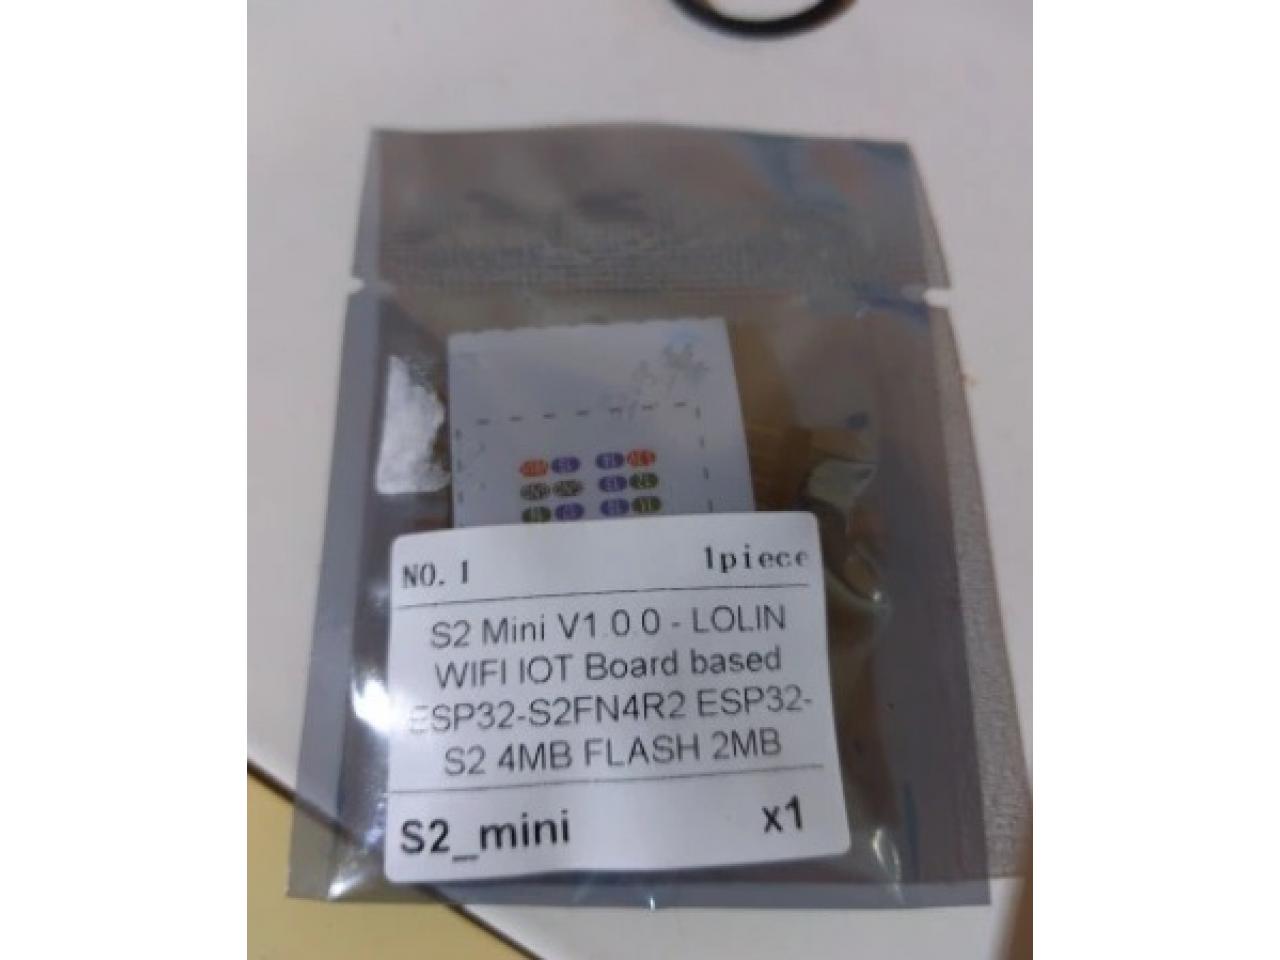 NO. 1 1piece
S2 Mini V1.0.0 - LOLIN
WIFI IOT Board based
ESP32-S2FN4R2 ESP32-
S2 4MB FLASH 2MB
S2_mini x1